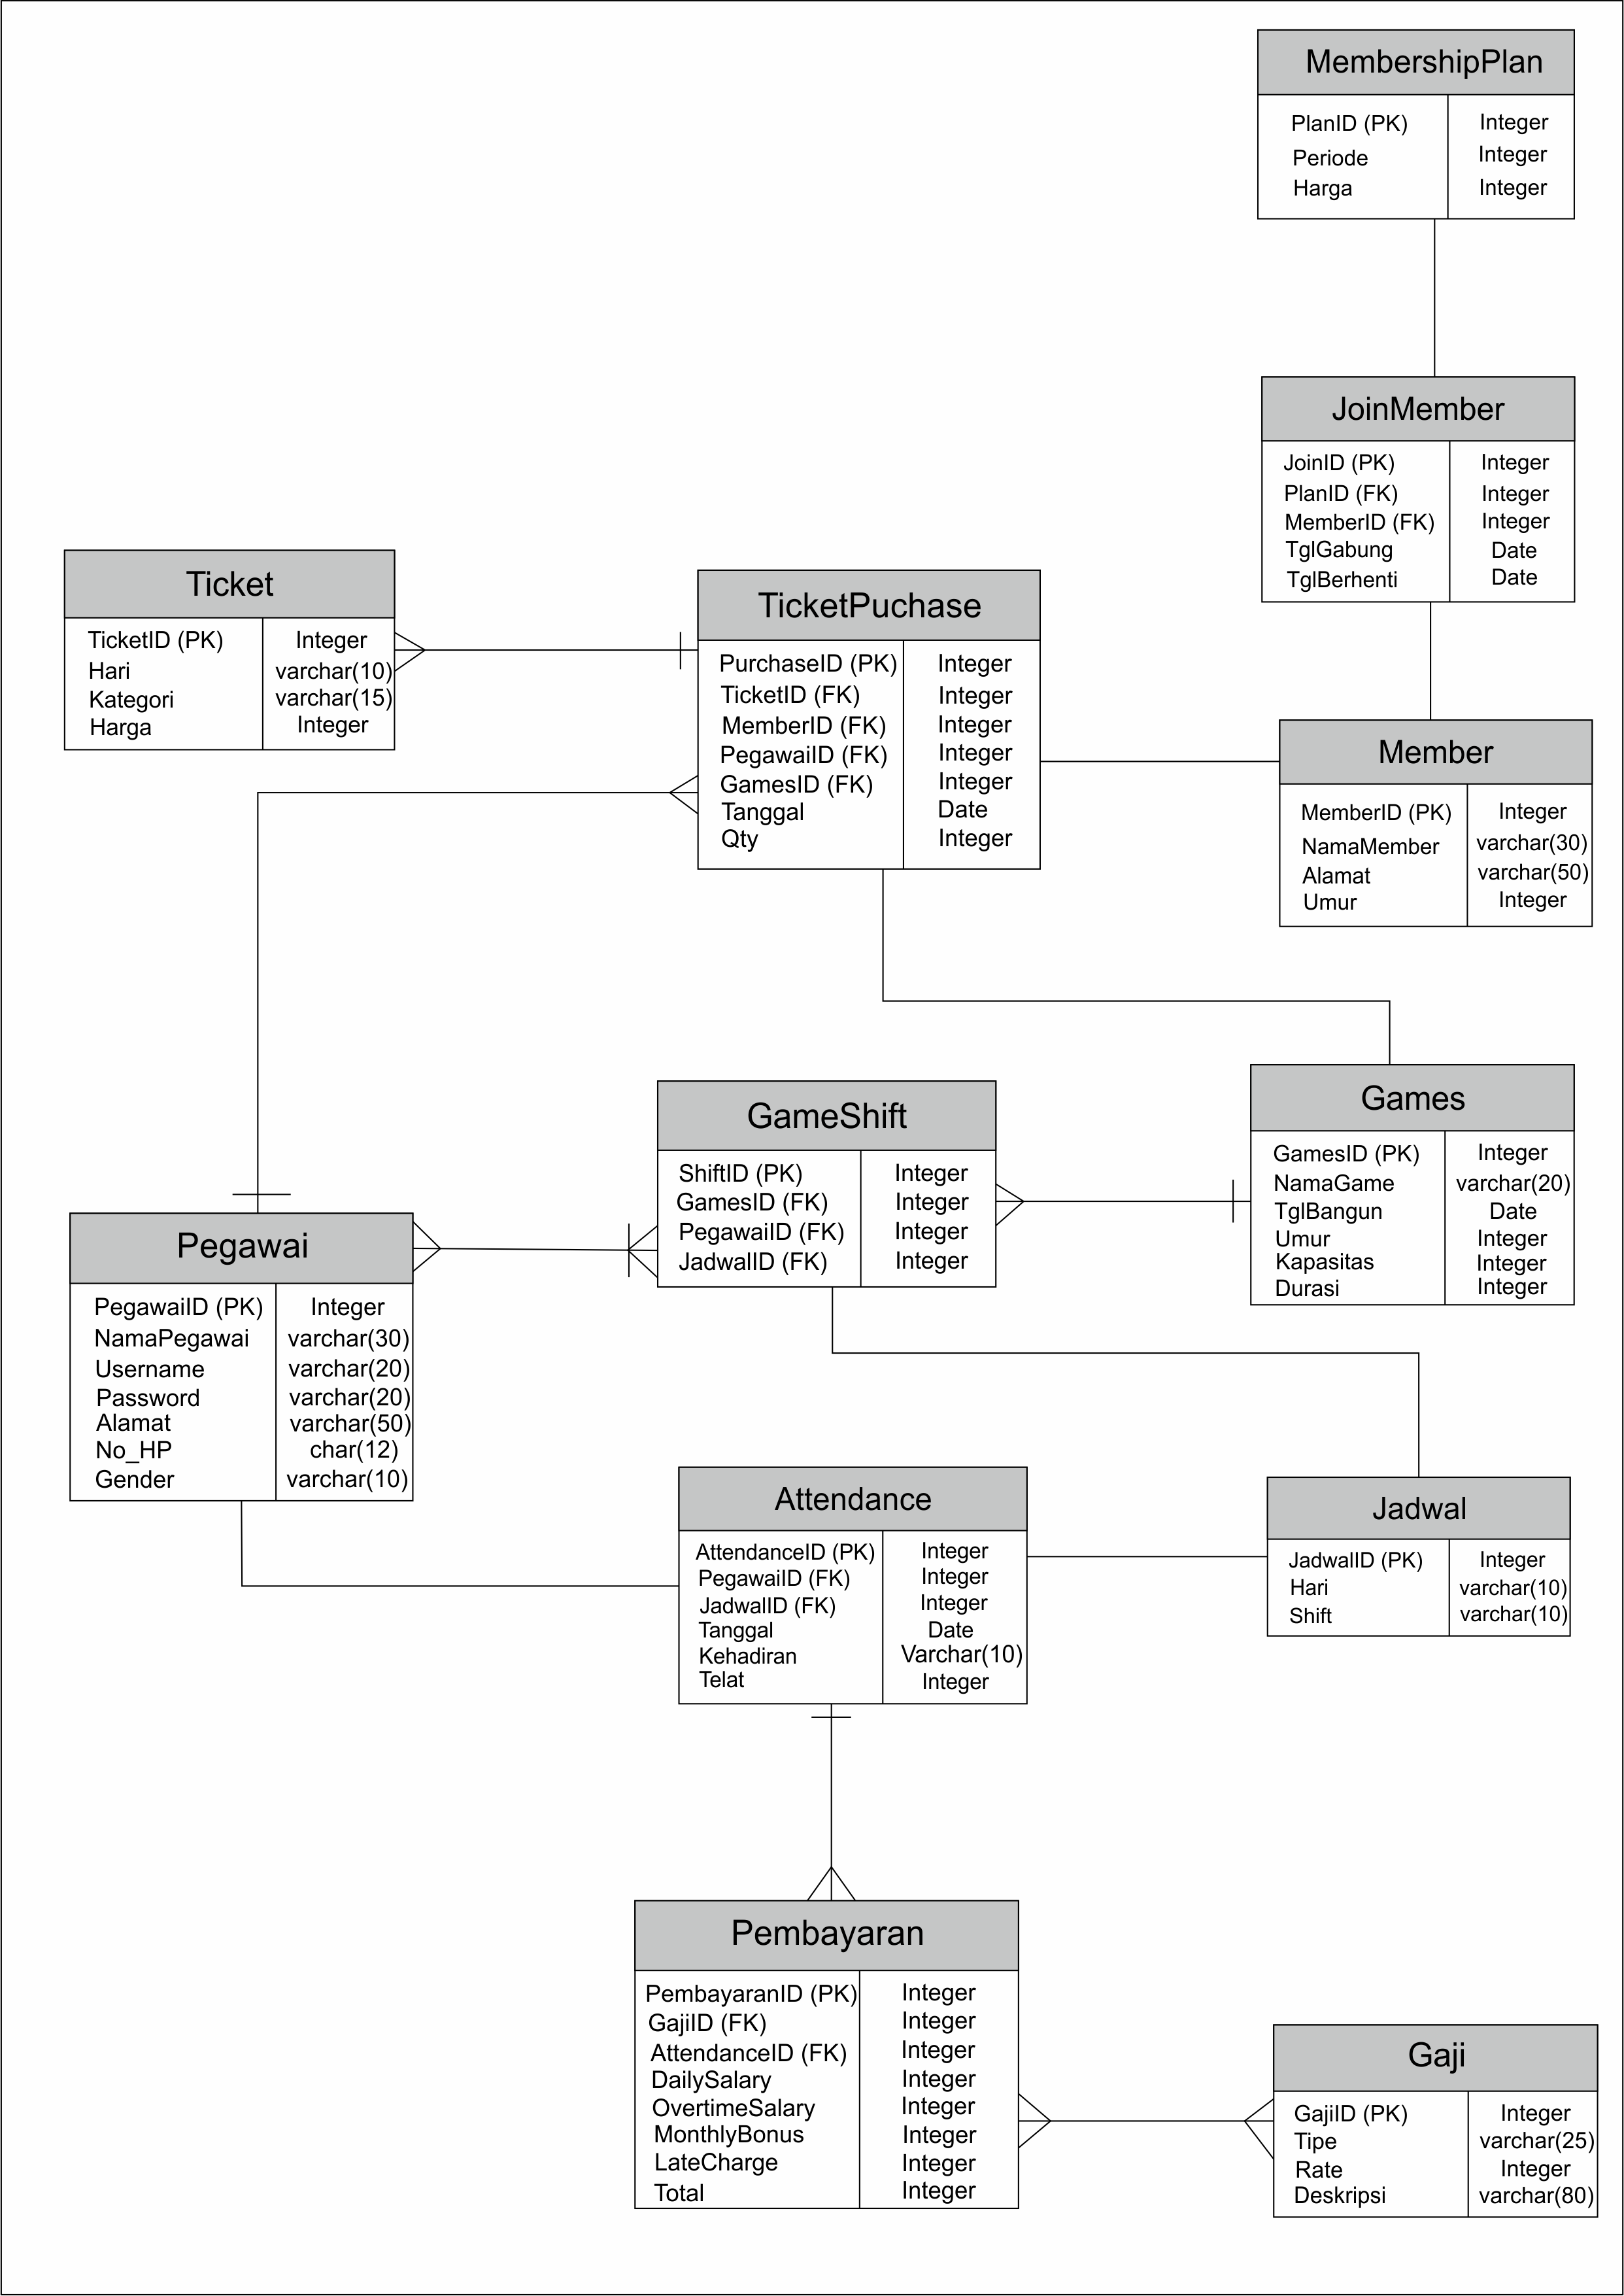 MembershipPlan
PlanID (PK) Integer
Periode Integer
Harga Integer
JoinMember
JoinID (PK) Integer
PlanID (FK) Integer
MemberID (FK) Integer
TglGabung Date
TglBerhenti Date
Ticket
TicketID (PK) Integer
Hari varchar(10)
Kategori varchar(15)
Harga Integer
TicketPuchase
PurchaseID (PK) Integer
TicketID (FK) Integer
MemberID (FK) Integer
PegawaiID (FK) Integer
GamesID (FK) Integer
Tanggal Date
Qty Integer
Member
MemberID (PK) Integer
NamaMember varchar(30)
Alamat varchar(50)
Umur Integer
GameShift
ShiftID (PK) Integer
GamesID (FK) Integer
PegawaiID (FK) Integer
JadwalID (FK) Integer
Games
GamesID (PK) Integer
NamaGame varchar(20)
TglBangun Date
Umur Integer
Kapasitas Integer
Durasi Integer
Pegawai
PegawaiID (PK) Integer
NamaPegawai varchar(30)
Username varchar(20)
Password varchar(20)
Alamat varchar(50)
No_HP char(12)
Gender varchar(10)
Attendance
AttendanceID (PK) Integer
PegawaiID (FK) Integer
JadwalID (FK) Integer
Tanggal Date
Kehadiran Varchar(10)
Telat Integer
Jadwal
JadwalID (PK) Integer
Hari varchar(10)
Shift varchar(10)
Pembayaran
PembayaranID (PK) Integer
GajiID (FK) Integer
AttendanceID (FK) Integer
DailySalary Integer
OvertimeSalary Integer
MonthlyBonus Integer
LateCharge Integer
Total Integer
Gaji
GajiID (PK) Integer
Tipe varchar(25)
Rate Integer
Deskripsi varchar(80)